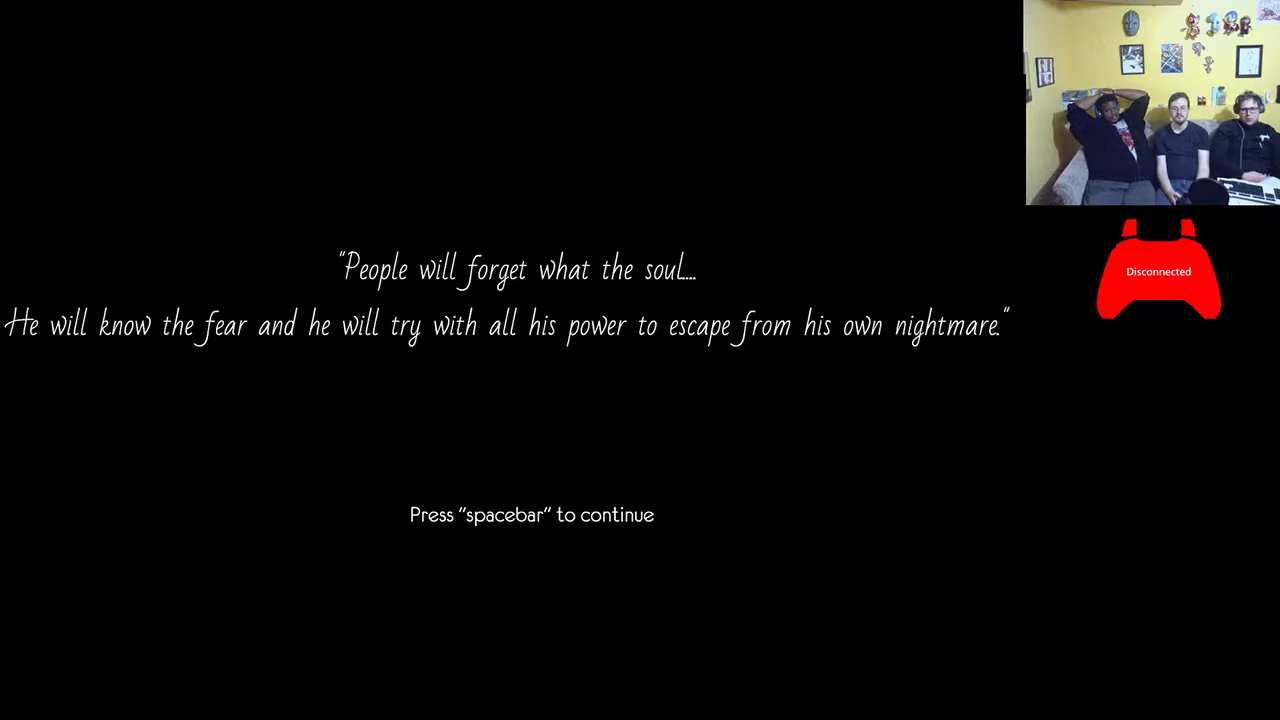 "People will forget what the soul....
He will know the fear and he will try with all his power to escape from his own nightmare."
Disconnected
Press "spacebar" to continue